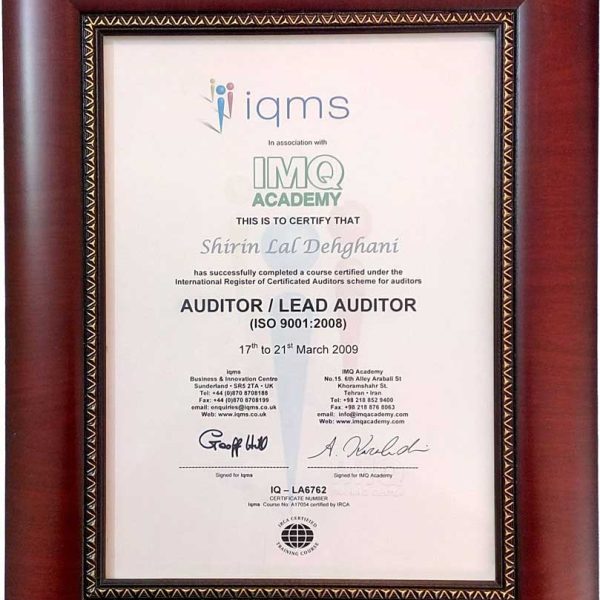 iqms
In association with
IMQ
ACADEMY
THIS IS TO CERTIFY THAT
Shirin Lal Dehghani
has successfully completed a course certified under the
International Register of Certificated Auditors scheme for auditors
AUDITOR / LEAD AUDITOR
(ISO 9001:2008)
17th to 21st March 2009
iqms
Business & Innovation Centre
Sunderland • SR5 2TA • UK
Tel: +44 (0)870 8708188
Fax: +44 (0)870 8708199
email: enquiries@iqms.co.uk
Web: www.iqms.co.uk
IMQ Academy
No.15. 6th Alley Arabali St
Khoramshahr St.
Tehran • Iran
Tel: +98 218 852 9400
Fax: +98 218 876 8063
email: info@imqacademy.com
Web: www.imqacademy.com
Signed for iqms
Signed for IMQ Academy
IQ – LA6762
CERTIFICATE NUMBER
iqms Course No: A17054 certified by IRCA
IRCA CERTIFIED
TRAINING COURSE